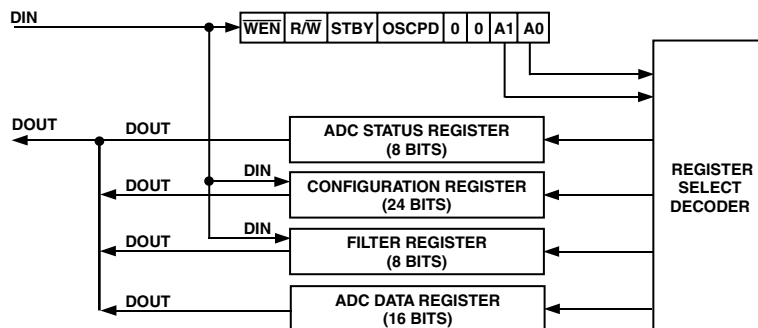 DIN
W̅E̅N̅ R/W̅ STBY OSCPD 0 0 A1 A0
DOUT
DOUT
ADC STATUS REGISTER
(8 BITS)
DIN
DOUT
CONFIGURATION REGISTER
(24 BITS)
DIN
DOUT
FILTER REGISTER
(8 BITS)
DOUT
ADC DATA REGISTER
(16 BITS)
REGISTER
SELECT
DECODER